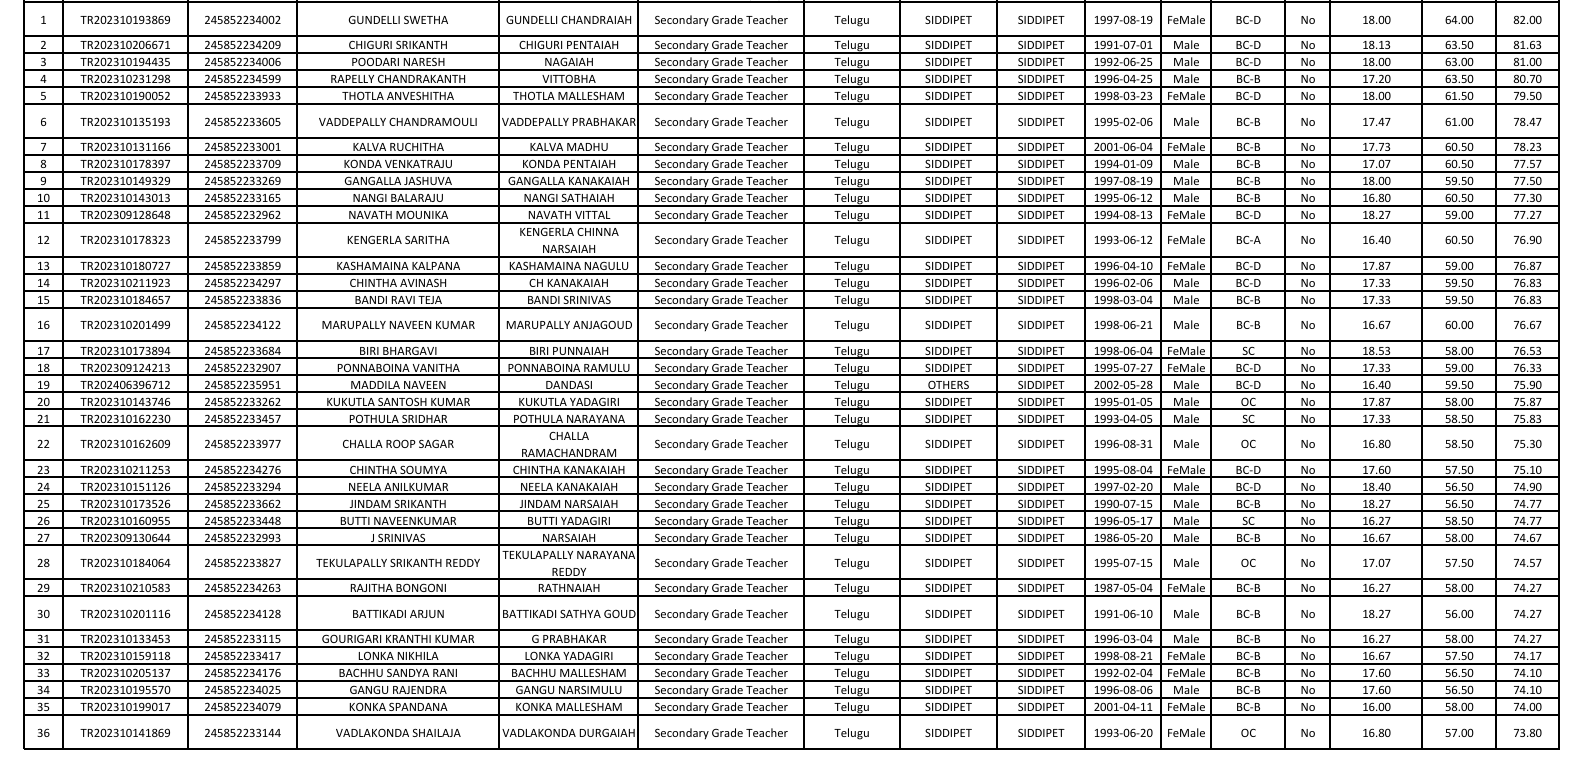 1 TR202310193869 245852234002 GUNDELLI SWETHA GUNDELLI CHANDRAIAH Secondary Grade Teacher Telugu SIDDIPET SIDDIPET 1997-08-19 FeMale BC-D No 18.00 64.00 82.00
2 TR202310206671 245852234209 CHIGURI SRIKANTH CHIGURI PENTAIAH Secondary Grade Teacher Telugu SIDDIPET SIDDIPET 1991-07-01 Male BC-D No 18.13 63.50 81.63
3 TR202310194435 245852234006 POODARI NARESH NAGAIAH Secondary Grade Teacher Telugu SIDDIPET SIDDIPET 1992-06-25 Male BC-D No 18.00 63.00 81.00
4 TR202310231298 245852234599 RAPELLY CHANDRAKANTH VITTOBHA Secondary Grade Teacher Telugu SIDDIPET SIDDIPET 1996-04-25 Male BC-B No 17.20 63.50 80.70
5 TR202310190052 245852233933 THOTLA ANVESHITHA THOTLA MALLESHAM Secondary Grade Teacher Telugu SIDDIPET SIDDIPET 1998-03-23 FeMale BC-D No 18.00 61.50 79.50
6 TR202310135193 245852233605 VADDEPALLY CHANDRAMOULI VADDEPALLY PRABHAKAR Secondary Grade Teacher Telugu SIDDIPET SIDDIPET 1995-02-06 Male BC-B No 17.47 61.00 78.47
7 TR202310131166 245852233001 KALVA RUCHITHA KALVA MADHU Secondary Grade Teacher Telugu SIDDIPET SIDDIPET 2001-06-04 FeMale BC-B No 17.73 60.50 78.23
8 TR202310178397 245852233709 KONDA VENKATRAJU KONDA PENTAIAH Secondary Grade Teacher Telugu SIDDIPET SIDDIPET 1994-01-09 Male BC-B No 17.07 60.50 77.57
9 TR202310149329 245852233269 GANGALLA JASHUVA GANGALLA KANAKAIAH Secondary Grade Teacher Telugu SIDDIPET SIDDIPET 1997-08-19 Male BC-B No 18.00 59.50 77.50
10 TR202310143013 245852233165 NANGI BALARAJU NANGI SATHAIAH Secondary Grade Teacher Telugu SIDDIPET SIDDIPET 1995-06-12 Male BC-B No 16.80 60.50 77.30
11 TR202309128648 245852232962 NAVATH MOUNIKA NAVATH VITTAL Secondary Grade Teacher Telugu SIDDIPET SIDDIPET 1994-08-13 FeMale BC-D No 18.27 59.00 77.27
12 TR202310178323 245852233799 KENGERLA SARITHA KENGERLA CHINNA NARSAIAH Secondary Grade Teacher Telugu SIDDIPET SIDDIPET 1993-06-12 FeMale BC-A No 16.40 60.50 76.90
13 TR202310180727 245852233859 KASHAMAINA KALPANA KASHAMAINA NAGULU Secondary Grade Teacher Telugu SIDDIPET SIDDIPET 1996-04-10 FeMale BC-D No 17.87 59.00 76.87
14 TR202310211923 245852234297 CHINTHA AVINASH CH KANAKAIAH Secondary Grade Teacher Telugu SIDDIPET SIDDIPET 1996-02-06 Male BC-D No 17.33 59.50 76.83
15 TR202310184657 245852233836 BANDI RAVI TEJA BANDI SRINIVAS Secondary Grade Teacher Telugu SIDDIPET SIDDIPET 1998-03-04 Male BC-B No 17.33 59.50 76.83
16 TR202310201499 245852234122 MARUPALLY NAVEEN KUMAR MARUPALLY ANJAGOUD Secondary Grade Teacher Telugu SIDDIPET SIDDIPET 1998-06-21 Male BC-B No 16.67 60.00 76.67
17 TR202310173894 245852233684 BIRI BHARGAVI BIRI PUNNAIAH Secondary Grade Teacher Telugu SIDDIPET SIDDIPET 1998-06-04 FeMale SC No 18.53 58.00 76.53
18 TR202309124213 245852232907 PONNABOINA VANITHA PONNABOINA RAMULU Secondary Grade Teacher Telugu SIDDIPET SIDDIPET 1995-07-27 FeMale BC-D No 17.33 59.00 76.33
19 TR202406396712 245852235951 MADDILA NAVEEN DANDASI Secondary Grade Teacher Telugu OTHERS SIDDIPET 2002-05-28 Male BC-D No 16.40 59.50 75.90
20 TR202310143746 245852233262 KUKUTLA SANTOSH KUMAR KUKUTLA YADAGIRI Secondary Grade Teacher Telugu SIDDIPET SIDDIPET 1995-01-05 Male OC No 17.87 58.00 75.87
21 TR202310162230 245852233457 POTHULA SRIDHAR POTHULA NARAYANA Secondary Grade Teacher Telugu SIDDIPET SIDDIPET 1993-04-05 Male SC No 17.33 58.50 75.83
22 TR202310162609 245852233977 CHALLA ROOP SAGAR CHALLA RAMACHANDRAM Secondary Grade Teacher Telugu SIDDIPET SIDDIPET 1996-08-31 Male OC No 16.80 58.50 75.30
23 TR202310211253 245852234276 CHINTHA SOUMYA CHINTHA KANAKAIAH Secondary Grade Teacher Telugu SIDDIPET SIDDIPET 1995-08-04 FeMale BC-D No 17.60 57.50 75.10
24 TR202310151126 245852233294 NEELA ANILKUMAR NEELA KANAKAIAH Secondary Grade Teacher Telugu SIDDIPET SIDDIPET 1997-02-20 Male BC-D No 18.40 56.50 74.90
25 TR202310173526 245852233662 JINDAM SRIKANTH JINDAM NARSAIAH Secondary Grade Teacher Telugu SIDDIPET SIDDIPET 1990-07-15 Male BC-B No 18.27 56.50 74.77
26 TR202310160955 245852233448 BUTTI NAVEENKUMAR BUTTI YADAGIRI Secondary Grade Teacher Telugu SIDDIPET SIDDIPET 1996-05-17 Male SC No 16.27 58.50 74.77
27 TR202309130644 245852232993 J SRINIVAS NARSAIAH Secondary Grade Teacher Telugu SIDDIPET SIDDIPET 1986-05-20 Male BC-B No 16.67 58.00 74.67
28 TR202310184064 245852233827 TEKULAPALLY SRIKANTH REDDY TEKULAPALLY NARAYANA REDDY Secondary Grade Teacher Telugu SIDDIPET SIDDIPET 1995-07-15 Male OC No 17.07 57.50 74.57
29 TR202310210583 245852234263 RAJITHA BONGONI RATHNAIAH Secondary Grade Teacher Telugu SIDDIPET SIDDIPET 1987-05-04 FeMale BC-B No 16.27 58.00 74.27
30 TR202310201116 245852234128 BATTIKADI ARJUN BATTIKADI SATHYA GOUD Secondary Grade Teacher Telugu SIDDIPET SIDDIPET 1991-06-10 Male BC-B No 18.27 56.00 74.27
31 TR202310133453 245852233115 GOURIGARI KRANTHI KUMAR G PRABHAKAR Secondary Grade Teacher Telugu SIDDIPET SIDDIPET 1996-03-04 Male BC-B No 16.27 58.00 74.27
32 TR202310159118 245852233417 LONKA NIKHILA LONKA YADAGIRI Secondary Grade Teacher Telugu SIDDIPET SIDDIPET 1998-08-21 FeMale BC-B No 16.67 57.50 74.17
33 TR202310205137 245852234176 BACHHU SANDYA RANI BACHHU MALLESHAM Secondary Grade Teacher Telugu SIDDIPET SIDDIPET 1992-02-04 FeMale BC-B No 17.60 56.50 74.10
34 TR202310195570 245852234025 GANGU RAJENDRA GANGU NARSIMULU Secondary Grade Teacher Telugu SIDDIPET SIDDIPET 1996-08-06 Male BC-B No 17.60 56.50 74.10
35 TR202310199017 245852234079 KONKA SPANDANA KONKA MALLESHAM Secondary Grade Teacher Telugu SIDDIPET SIDDIPET 2001-04-11 FeMale BC-B No 16.00 58.00 74.00
36 TR202310141869 245852233144 VADLAKONDA SHAILAJA VADLAKONDA DURGAIAH Secondary Grade Teacher Telugu SIDDIPET SIDDIPET 1993-06-20 FeMale OC No 16.80 57.00 73.80